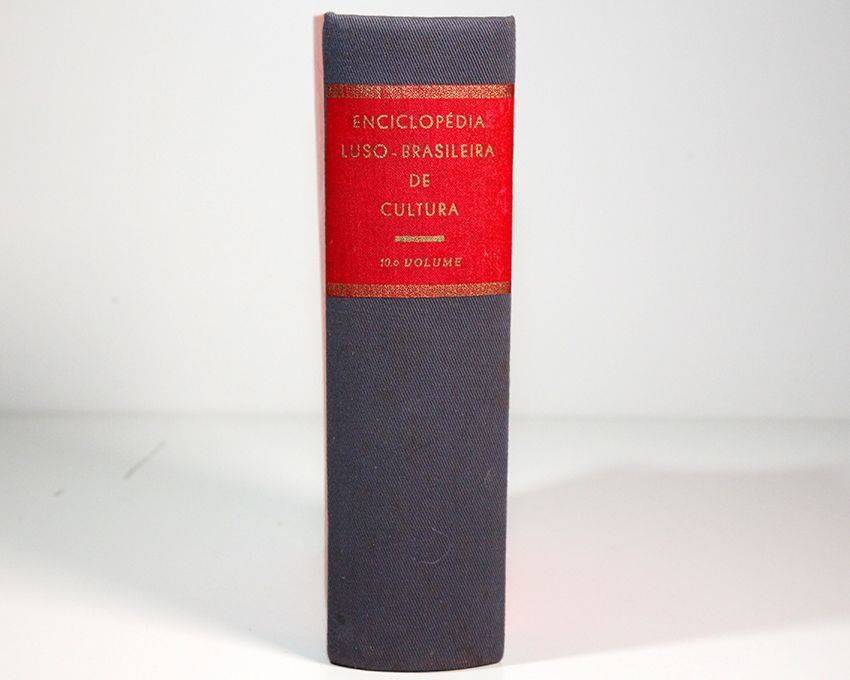 ENCICLOPÉDIA
LUSO-BRASILEIRA
DE
CULTURA
10.º VOLUME